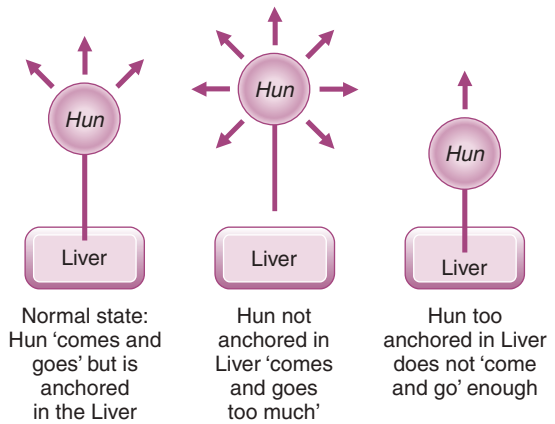 Hun
Liver
Normal state:
Hun ‘comes and
goes’ but is
anchored
in the Liver
Hun
Liver
Hun not
anchored in
Liver ‘comes
and goes
too much’
Hun
Liver
Hun too
anchored in Liver
does not ‘come
and go’ enough